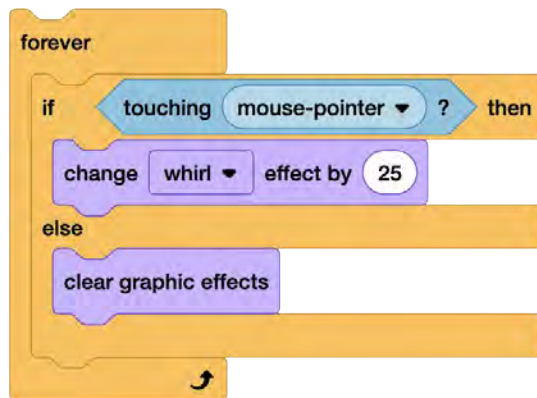 forever
if touching mouse-pointer ? then
change whirl effect by 25
else
clear graphic effects